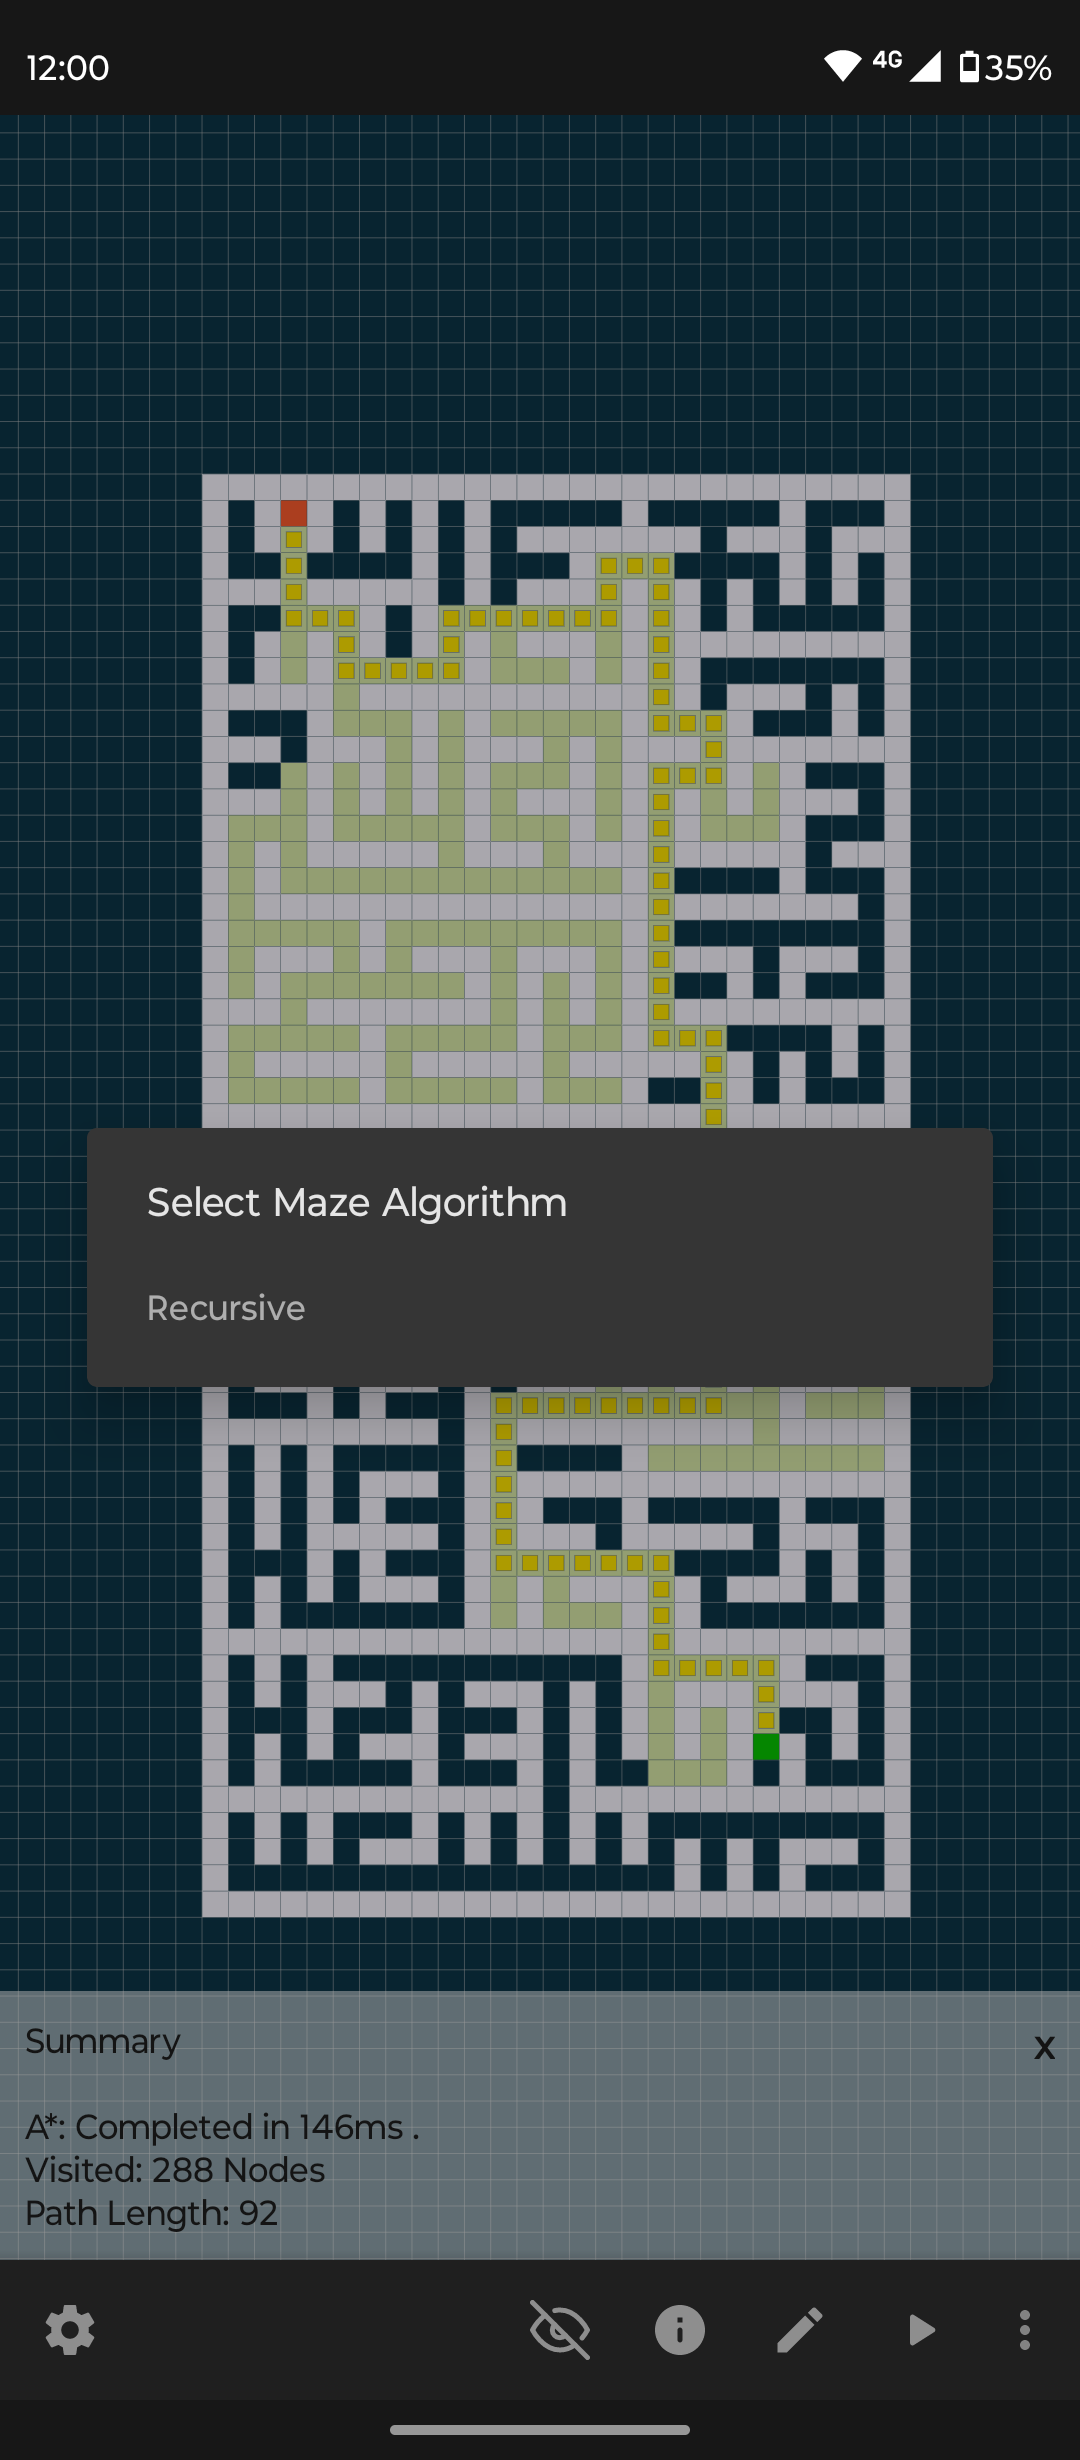 12:00
4G 35%
Select Maze Algorithm
Recursive
Summary
X
A*: Completed in 146ms .
Visited: 288 Nodes
Path Length: 92